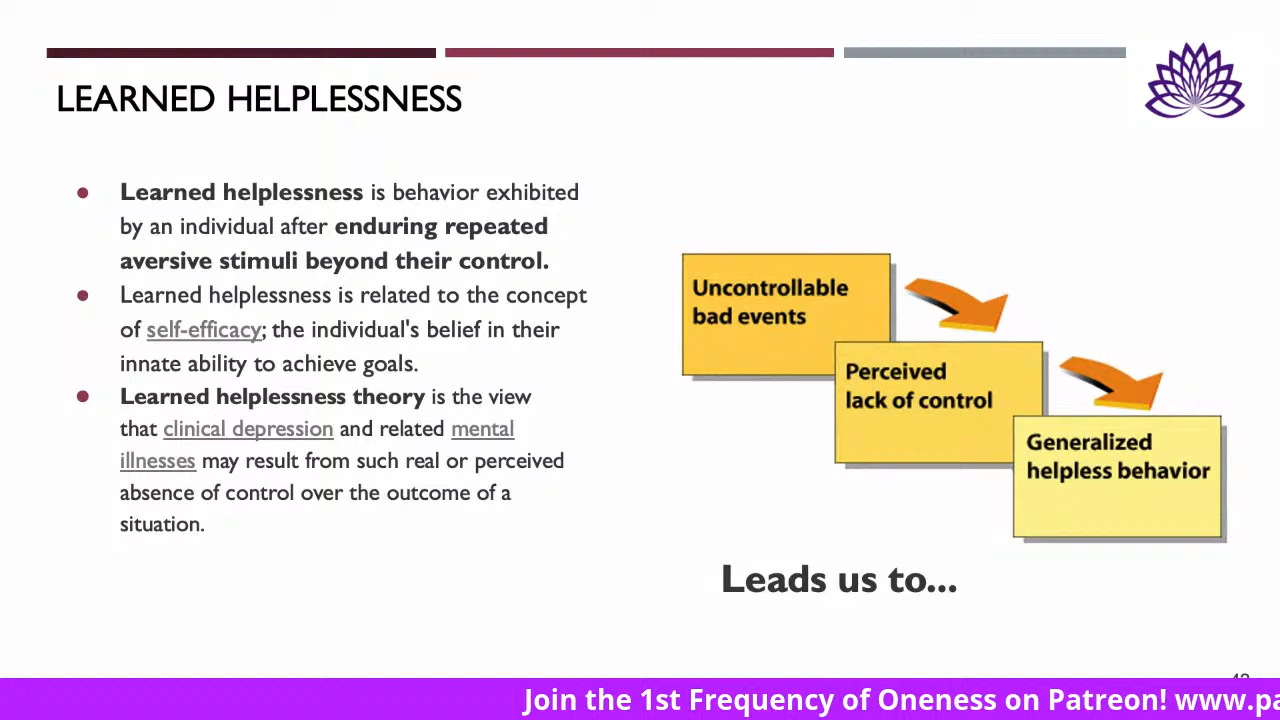 LEARNED HELPLESSNESS
Learned helplessness is behavior exhibited
by an individual after enduring repeated
aversive stimuli beyond their control.
Learned helplessness is related to the concept
of self-efficacy; the individual's belief in their
innate ability to achieve goals.
Learned helplessness theory is the view
that clinical depression and related mental
illnesses may result from such real or perceived
absence of control over the outcome of a
situation.
Uncontrollable
bad events
Perceived
lack of control
Generalized
helpless behavior
Leads us to...
Join the 1st Frequency of Oneness on Patreon! www.pa